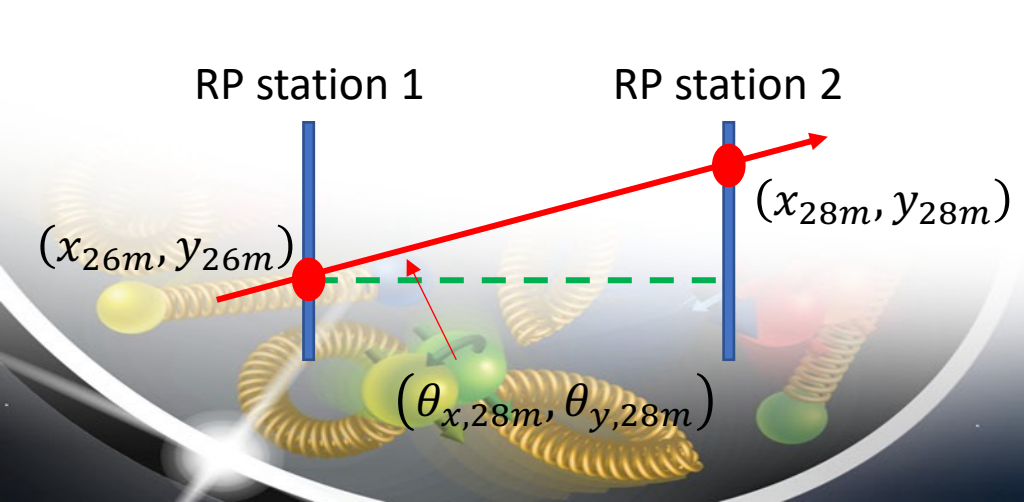 RP station 1
RP station 2
(x_{28m}, y_{28m})
(x_{26m}, y_{26m})
(θ_{x,28m}, θ_{y,28m})